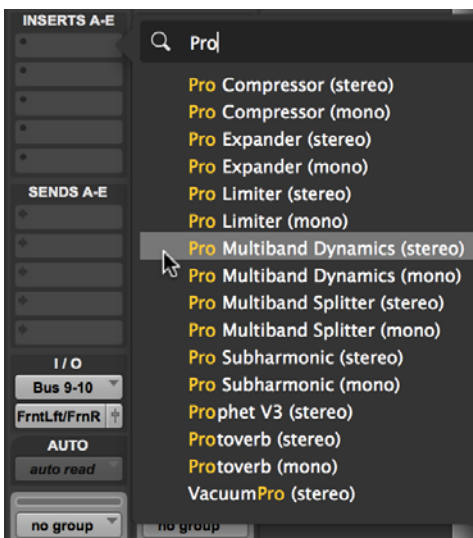 INSERTS A-E
Pro
Pro Compressor (stereo)
Pro Compressor (mono)
Pro Expander (stereo)
Pro Expander (mono)
Pro Limiter (stereo)
Pro Limiter (mono)
Pro Multiband Dynamics (stereo)
Pro Multiband Dynamics (mono)
Pro Multiband Splitter (stereo)
Pro Multiband Splitter (mono)
Pro Subharmonic (stereo)
Pro Subharmonic (mono)
Prophet V3 (stereo)
Protoverb (stereo)
Protoverb (mono)
VacuumPro (stereo)
SENDS A-E
I / O
Bus 9-10
FrntLft/FrnR
AUTO
auto read
no group
no group